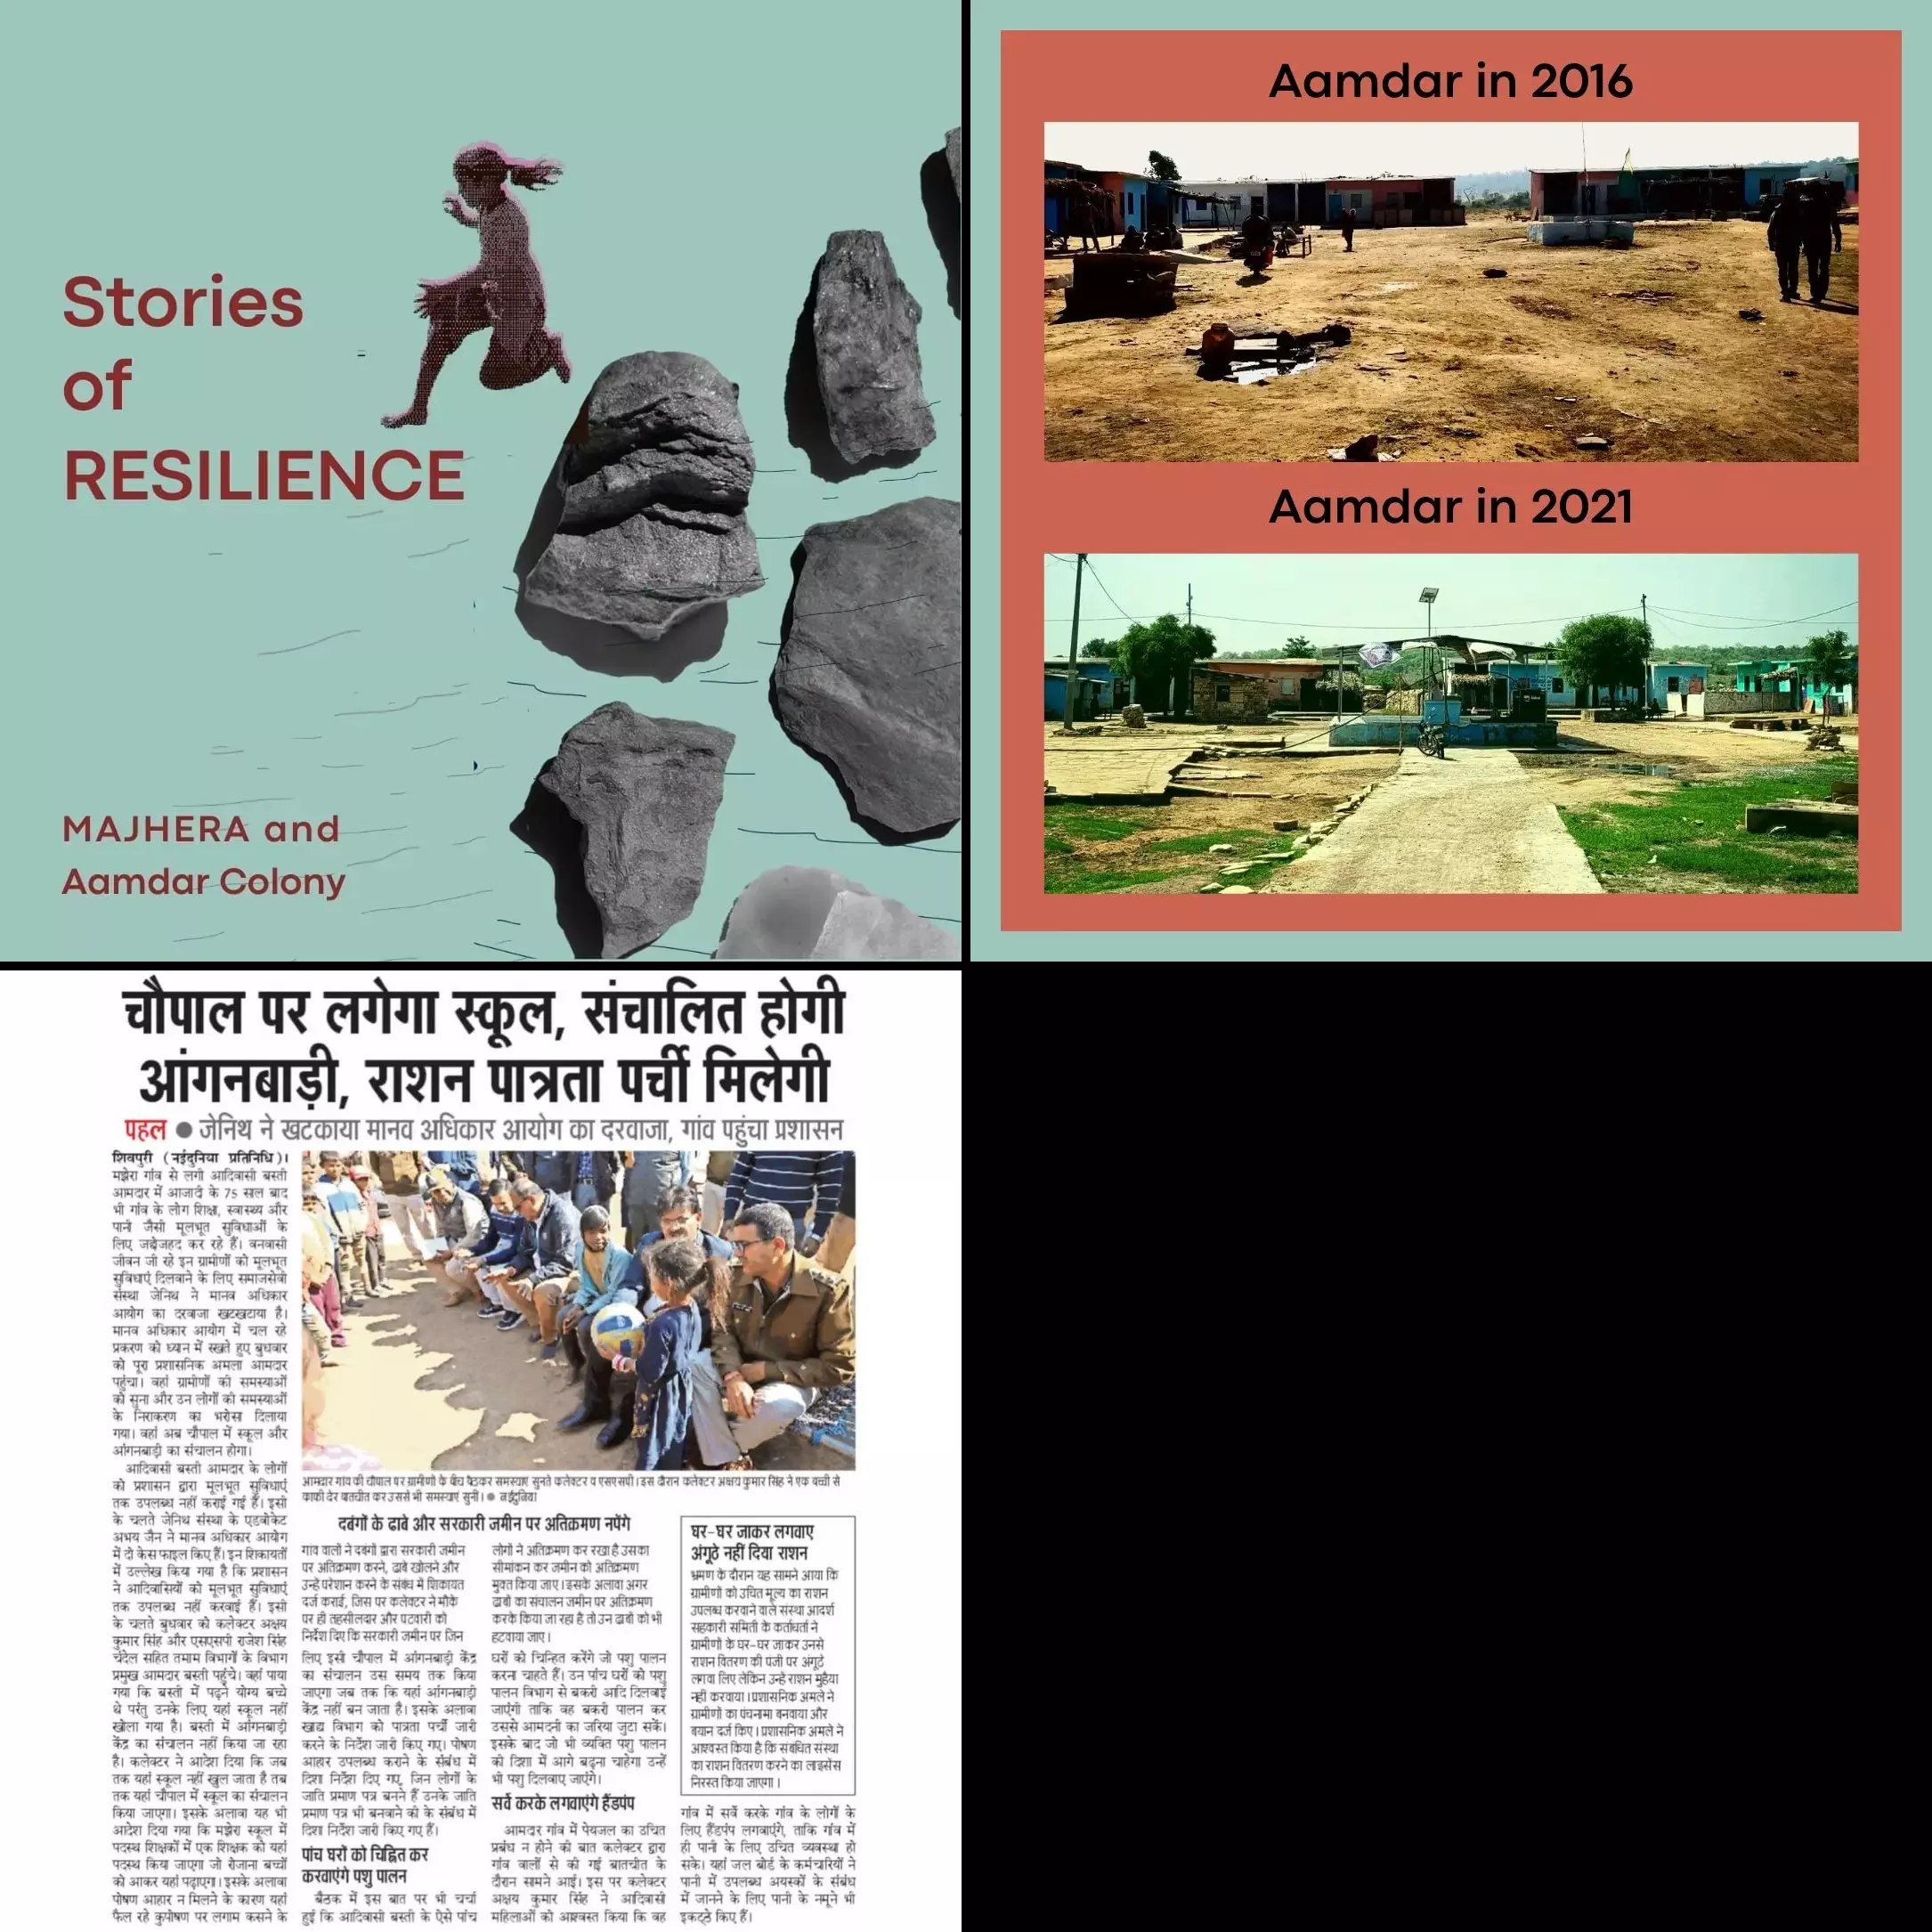 Stories
of
RESILIENCE
MAJHERA and
Aamdar Colony
Aamdar in 2016
Aamdar in 2021
चौपाल पर लगेगा स्कूल, संचालित होगी
आंगनबाड़ी, राशन पात्रता पर्ची मिलेगी
पहल ● जेनिथ ने खटकाया मानव अधिकार आयोग का दरवाजा, गांव पहुंचा प्रशासन
शिवपुरी (नईदुनिया प्रतिनिधि)।
मझेरा गांव से लगी आदिवासी बस्ती
आमदार में आजादी के 75 साल बाद
भी गांव के लोग शिक्षा, स्वास्थ्य और
पानी जैसी मूलभूत सुविधाओं के
लिए जद्दोजहद कर रहे हैं। वनवासी
जीवन जी रहे इन ग्रामीणों को मूलभूत
सुविधाएं दिलवाने के लिए समाजसेवी
संस्था जेनिथ ने मानव अधिकार
आयोग का दरवाजा खटखटाया है।
मानव अधिकार आयोग में चल रहे
प्रकरण को ध्यान में रखते हुए बुधवार
को पूरा प्रशासनिक अमला आमदार
पहुंचा। वहां ग्रामीणों की समस्याओं
को सुना और उन लोगों की समस्याओं
के निराकरण का भरोसा दिलाया
गया। वहां अब चौपाल में स्कूल और
आंगनबाड़ी का संचालन होगा।
आदिवासी बस्ती आमदार के लोगों
को प्रशासन द्वारा मूलभूत सुविधाएं
तक उपलब्ध नहीं कराई गई हैं। इसी
के चलते जेनिथ संस्था के एडवोकेट
अभय जैन ने मानव अधिकार आयोग
में दो केस फाइल किए हैं। इन शिकायतों
में उल्लेख किया गया है कि प्रशासन
ने आदिवासियों को मूलभूत सुविधाएं
तक उपलब्ध नहीं करवाई हैं। इसी
के चलते बुधवार को कलेक्टर अक्षय
कुमार सिंह और एसएसपी राजेश सिंह
चंदेल सहित तमाम विभागों के विभाग
प्रमुख आमदार बस्ती पहुंचे। वहां पाया
गया कि बस्ती में पढ़ने योग्य बच्चे
थे परंतु उनके लिए यहां स्कूल नहीं
खोला गया है। बस्ती में आंगनबाड़ी
केंद्र का संचालन नहीं किया जा रहा
है। कलेक्टर ने आदेश दिया कि जब
तक यहां स्कूल नहीं खुल जाता है तब
तक यहां चौपाल में स्कूल का संचालन
किया जाएगा। इसके अलावा यह भी
आदेश दिया गया कि मझेरा स्कूल में
पदस्थ शिक्षकों में एक शिक्षक को यहां
पदस्थ किया जाएगा जो रोजाना बच्चों
को आकर यहां पढ़ाएगा। इसके अलावा
पोषण आहार न मिलने के कारण यहां
फैल रहे कुपोषण पर लगाम कसने के
आमदार गांव की चौपाल पर ग्रामीणों के बीच बैठकर समस्याएं सुनते कलेक्टर व एसएसपी। इस दौरान कलेक्टर अक्षय कुमार सिंह ने एक बच्ची से
काफी देर बातचीत कर उससे भी समस्याएं सुनी। ● नईदुनिया
दबंगों के ढाबे और सरकारी जमीन पर अतिक्रमण नपेंगे
गांव वालों ने दबंगों द्वारा सरकारी जमीन
पर अतिक्रमण करने, ढाबे खोलने और
उन्हें परेशान करने के संबंध में शिकायत
दर्ज कराई, जिस पर कलेक्टर ने मौके
पर ही तहसीलदार और पटवारी को
निर्देश दिए कि सरकारी जमीन पर जिन
लोगों ने अतिक्रमण कर रखा है उसका
सीमांकन कर जमीन को अतिक्रमण
मुक्त किया जाए। इसके अलावा अगर
ढाबों का संचालन जमीन पर अतिक्रमण
करके किया जा रहा है तो उन ढाबों को भी
हटवाया जाए।
लिए इसी चौपाल में आंगनबाड़ी केंद्र
का संचालन उस समय तक किया
जाएगा जब तक कि यहां आंगनबाड़ी
केंद्र नहीं बन जाता है। इसके अलावा
खाद्य विभाग को पात्रता पर्ची जारी
करने के निर्देश जारी किए गए। पोषण
आहार उपलब्ध कराने के संबंध में
दिशा निर्देश दिए गए, जिन लोगों के
जाति प्रमाण पत्र बनने हैं उनके जाति
प्रमाण पत्र भी बनवाने की के संबंध में
दिशा निर्देश जारी किए गए हैं।
पांच घरों को चिह्नित कर
करवाएंगे पशु पालन
बैठक में इस बात पर भी चर्चा
हुई कि आदिवासी बस्ती के ऐसे पांच
घरों को चिन्हित करेंगे जो पशु पालन
करना चाहते हैं। उन पांच घरों को पशु
पालन विभाग से बकरी आदि दिलवाई
जाएंगी ताकि वह बकरी पालन कर
उससे आमदनी का जरिया जुटा सकें।
इसके बाद जो भी व्यक्ति पशु पालन
की दिशा में आगे बढ़ना चाहेगा उन्हें
भी पशु दिलवाए जाएंगे।
सर्वे करके लगवाएंगे हैंडपंप
आमदार गांव में पेयजल का उचित
प्रबंध न होने की बात कलेक्टर द्वारा
गांव वालों से की गई बातचीत के
दौरान सामने आई। इस पर कलेक्टर
अक्षय कुमार सिंह ने आदिवासी
महिलाओं को आश्वस्त किया कि वह
घर-घर जाकर लगवाए
अंगूठे नहीं दिया राशन
भ्रमण के दौरान यह सामने आया कि
ग्रामीणों को उचित मूल्य का राशन
उपलब्ध करवाने वाले संस्था आदर्श
सहकारी समिति के कर्ताधर्ता ने
ग्रामीणों के घर-घर जाकर उनसे
राशन वितरण की पंजी पर अंगूठे
लगवा लिए लेकिन उन्हें राशन मुहैया
नहीं करवाया। प्रशासनिक अमले ने
ग्रामीणों का पंचनामा बनवाया और
बयान दर्ज किए। प्रशासनिक अमले ने
आश्वस्त किया है कि संबंधित संस्था
का राशन वितरण करने का लाइसेंस
निरस्त किया जाएगा।
गांव में सर्वे करके गांव के लोगों के
लिए हैंडपंप लगवाएंगे, ताकि गांव में
ही पानी के लिए उचित व्यवस्था हो
सके। यहां जल बोर्ड के कर्मचारियों ने
पानी में उपलब्ध अयस्कों के संबंध
में जानने के लिए पानी के नमूने भी
इकट्ठे किए हैं।